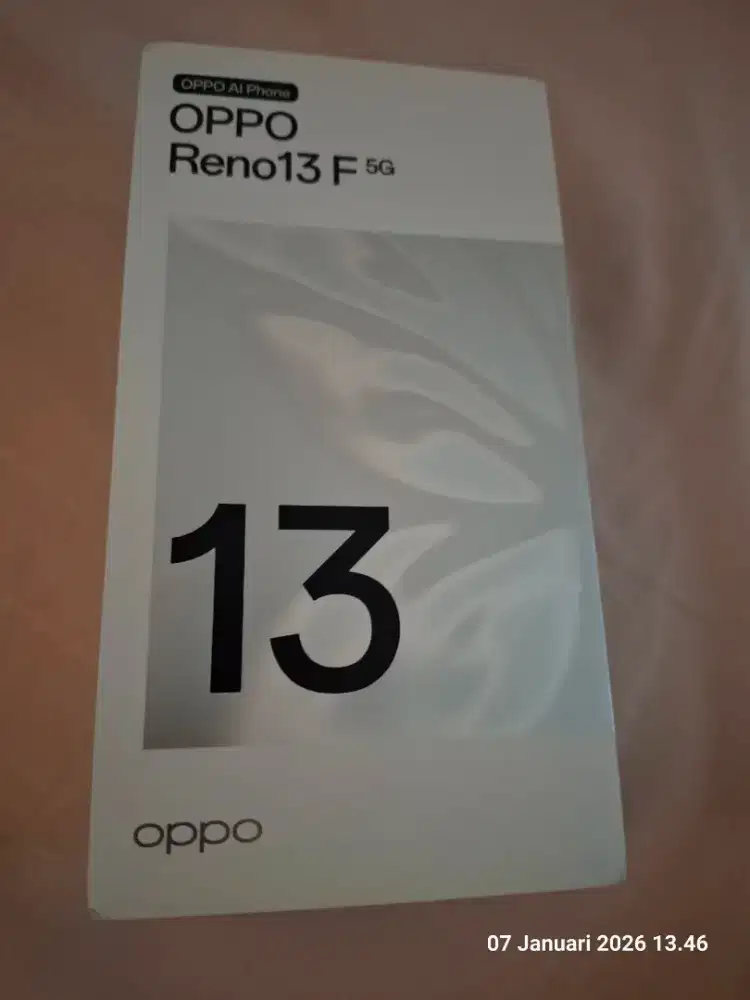 OPPO AI Phone
OPPO
Reno13 F 5G
13
oppo
07 Januari 2026 13.46